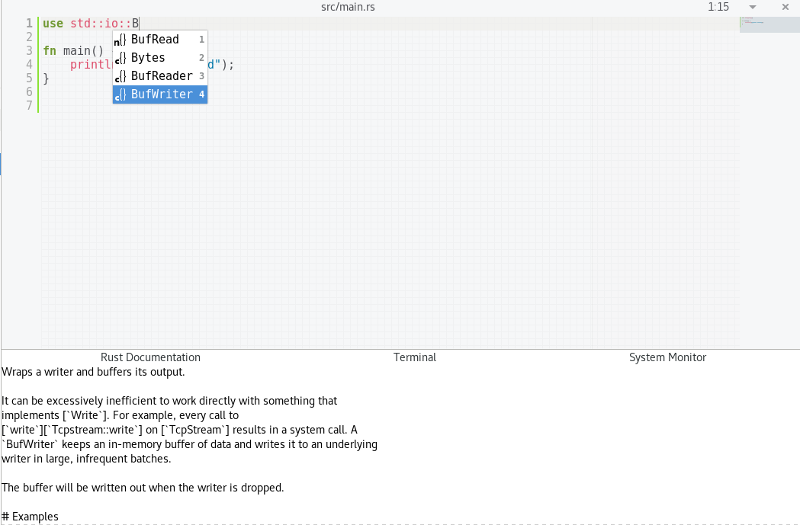 src/main.rs 1:15
1 use std::io::B
2
3 fn main()
4 println d");
5 }
6
7
BufRead 1
Bytes 2
BufReader 3
BufWriter 4
Rust Documentation Terminal System Monitor
Wraps a writer and buffers its output.
It can be excessively inefficient to work directly with something that
implements [`Write`]. For example, every call to
[`write`][`Tcpstream::write`] on [`TcpStream`] results in a system call. A
`BufWriter` keeps an in-memory buffer of data and writes it to an underlying
writer in large, infrequent batches.
The buffer will be written out when the writer is dropped.
# Examples